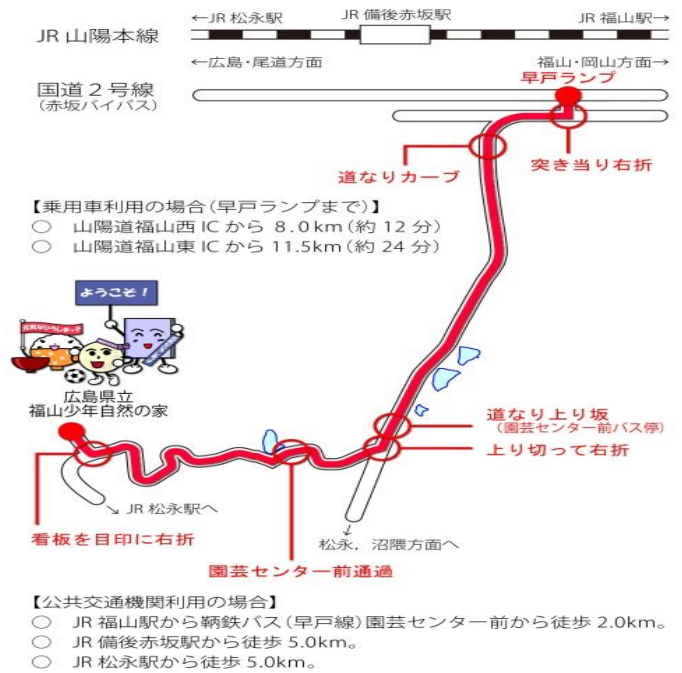 ←JR 松永駅
JR 備後赤坂駅
JR 福山駅→
JR 山陽本線
←広島・尾道方面
福山・岡山方面→
国道２号線
(赤坂バイパス)
早戸ランプ
突き当り右折
道なりカーブ
【乗用車利用の場合(早戸ランプまで)】
○ 山陽道福山西 IC から 8.0km(約 12 分)
○ 山陽道福山東 IC から 11.5km(約 24 分)
ようこそ！
広島県立
福山少年自然の家
道なり上り坂
(園芸センター前バス停)
上り切って右折
↘ JR 松永駅へ
看板を目印に右折
松永，沼隈方面へ
園芸センター前通過
【公共交通機関利用の場合】
○ JR 福山駅から鞆鉄バス(早戸線)園芸センター前から徒歩 2.0km。
○ JR 備後赤坂駅から徒歩 5.0km。
○ JR 松永駅から徒歩 5.0km。